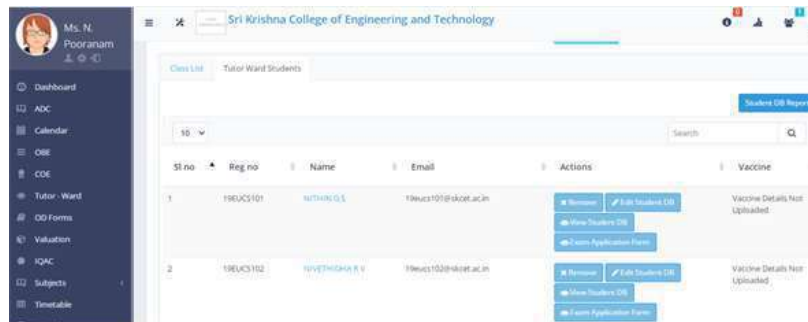 Ms. N.
Pooranam
Sri Krishna College of Engineering and Technology
0
1
Dashboard
ADC
Calendar
OBE
COE
Tutor - Ward
OD Forms
Valuation
IQAC
Subjects
Timetable
Class List
Tutor Ward Students
Student DB Report
10
Search
Sl no
Reg no
Name
Email
Actions
Vaccine
1
19EUCS101
NITHIN G S
19eucs101@skcet.ac.in
Remove
Edit Student DB
View Student DB
Exam Application Form
Vaccine Details Not
Uploaded
2
19EUCS102
NIVETHIDHA R V
19eucs102@skcet.ac.in
Remove
Edit Student DB
View Student DB
Exam Application Form
Vaccine Details Not
Uploaded